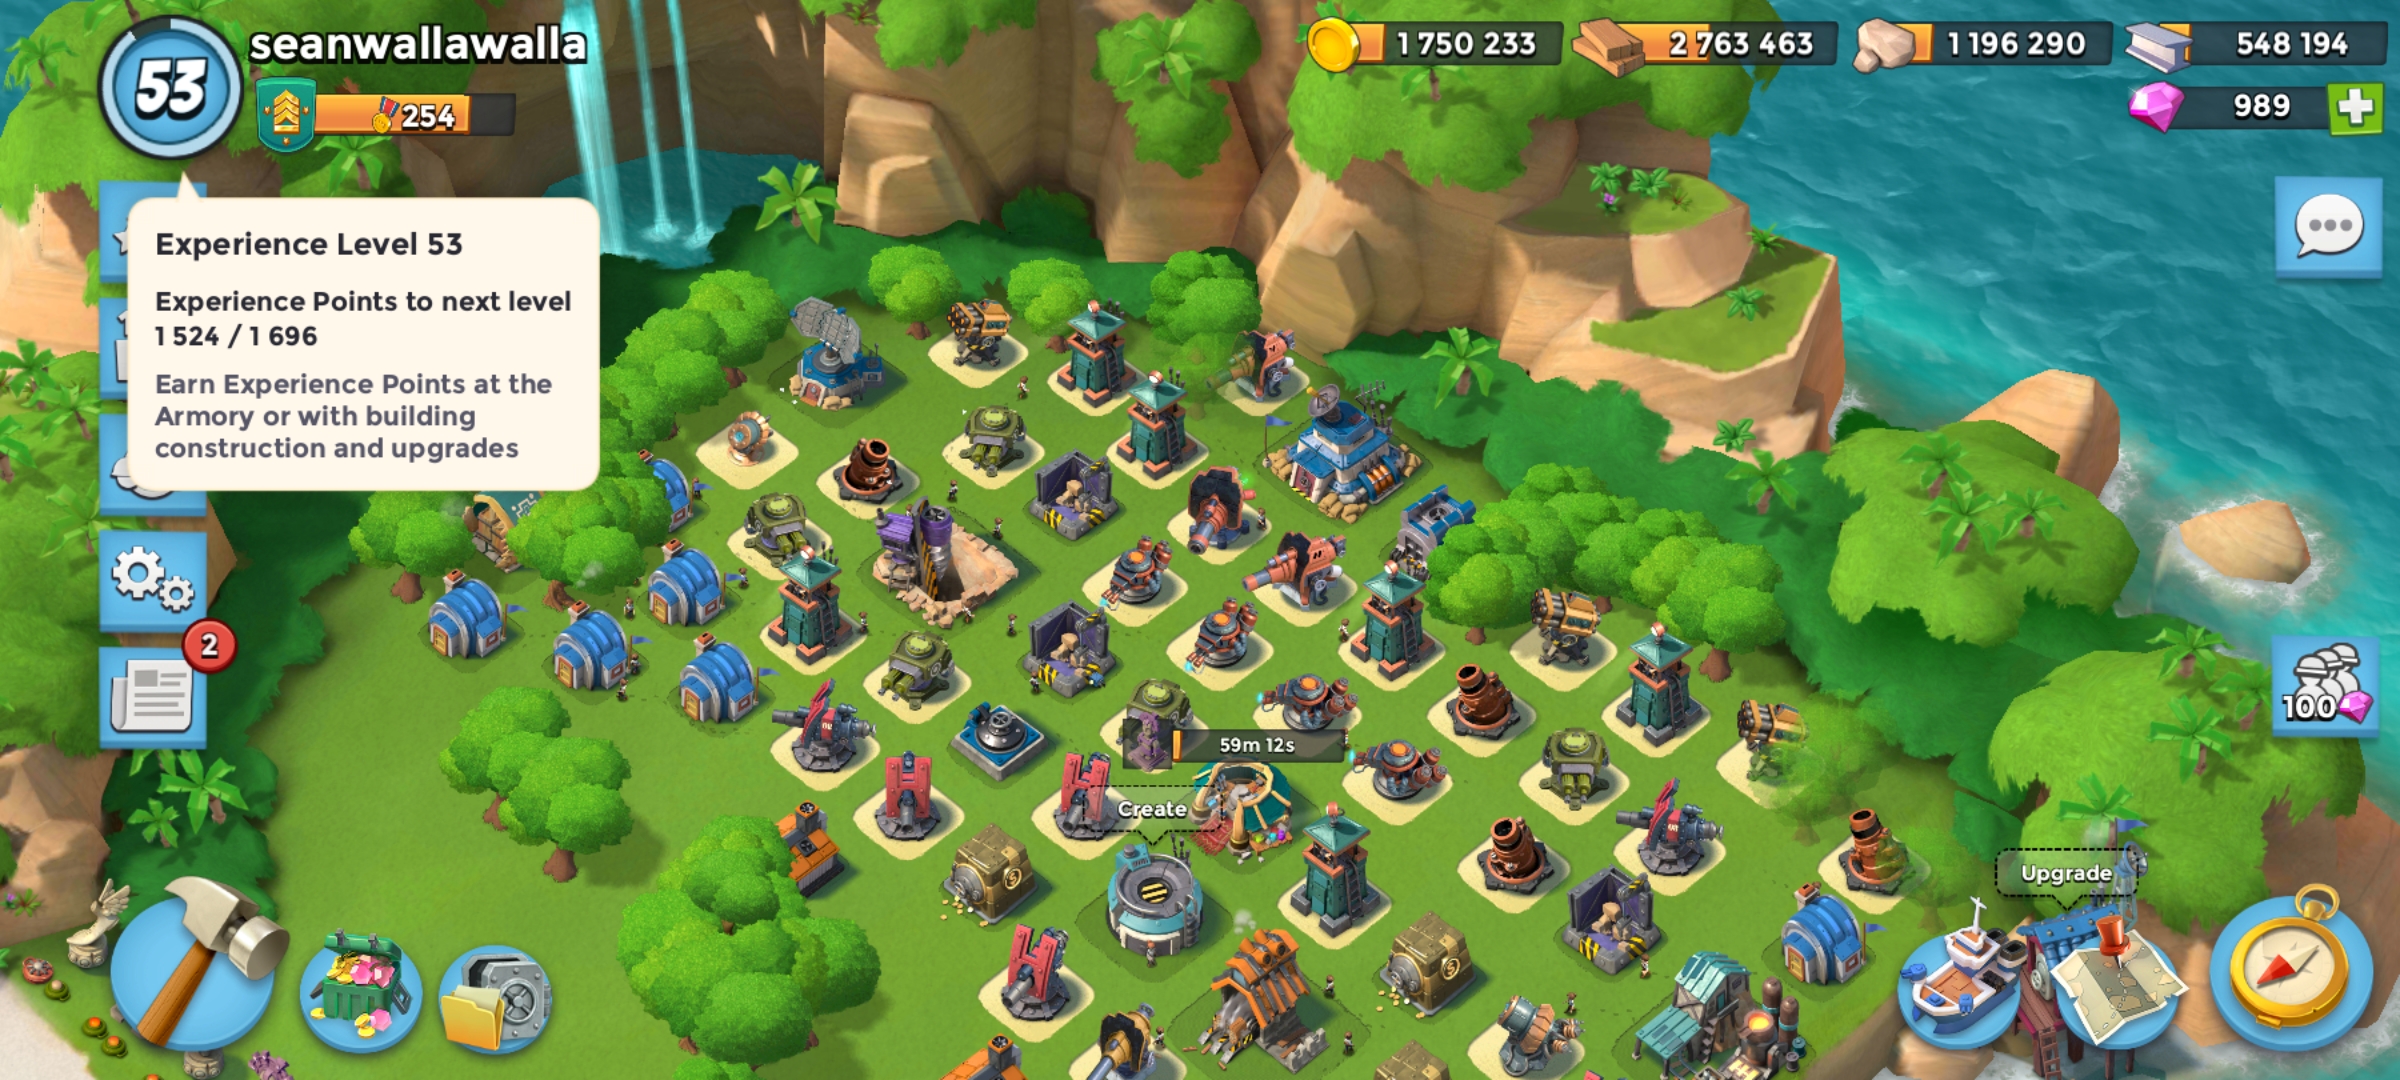 53
seanwallawalla
254
1 750 233
2 763 463
1 196 290
548 194
989
Experience Level 53
Experience Points to next level
1 524 / 1 696
Earn Experience Points at the
Armory or with building
construction and upgrades
2
100
59m 12s
Create
Upgrade